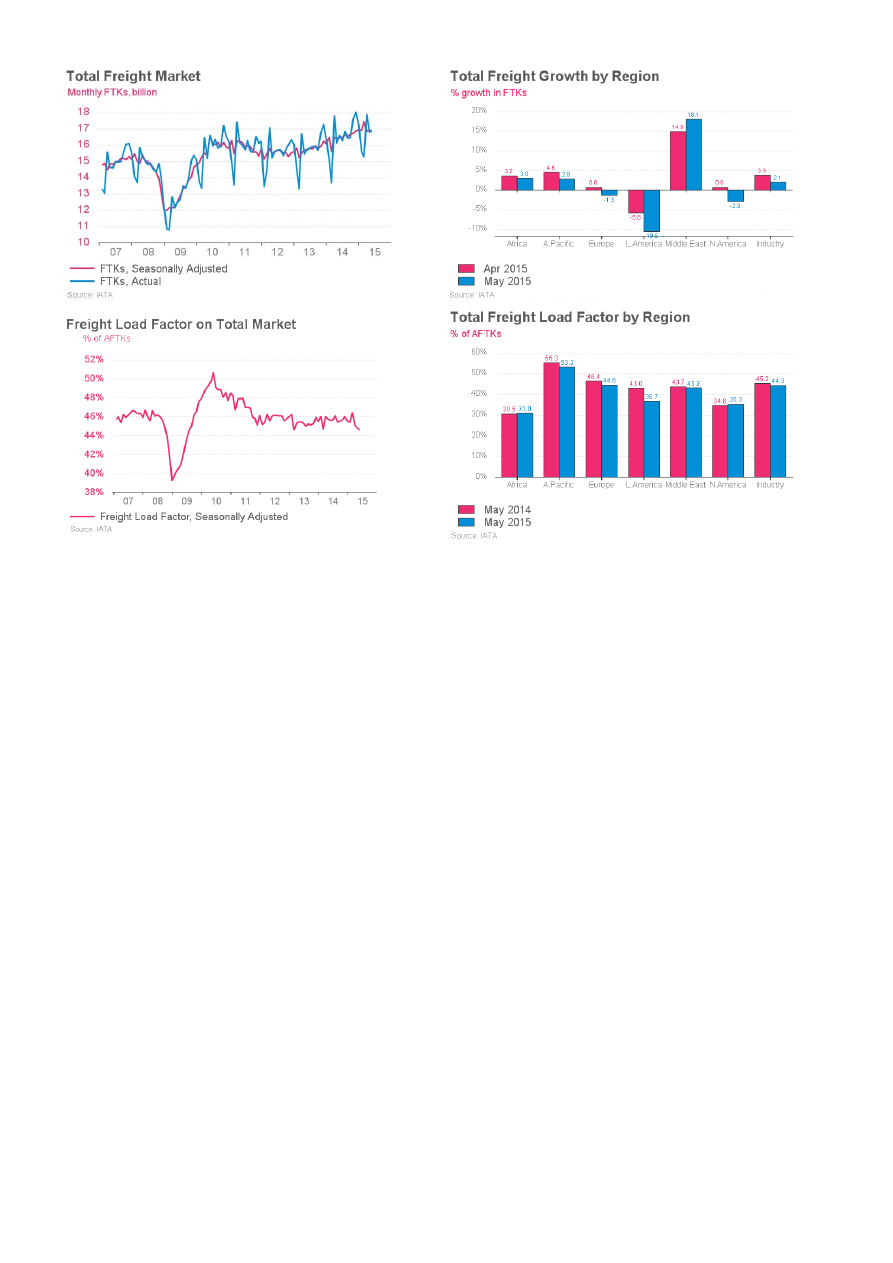 Total Freight Market
Monthly FTKs, billion
18
17
16
15
14
13
12
11
10
07 08 09 10 11 12 13 14 15
FTKs, Seasonally Adjusted
FTKs, Actual
Source: IATA
Total Freight Growth by Region
% growth in FTKs
20%
15%
10%
5%
0%
-5%
-10%
3.7 3.0 4.6 2.8 0.8 -1.3 -5.6 14.9 18.1 0.8 -2.9 3.9 2.1
Africa A.Pacific Europe L.America Middle East N.America Industry
Apr 2015
May 2015
Source: IATA
Freight Load Factor on Total Market
% of AFTKs
52%
50%
48%
46%
44%
42%
40%
38%
07 08 09 10 11 12 13 14 15
Freight Load Factor, Seasonally Adjusted
Source: IATA
Total Freight Load Factor by Region
% of AFTKs
60%
50%
40%
30%
20%
10%
0%
30.5 31.0 55.3 53.3 46.4 44.6 43.0 36.7 43.7 43.2 34.8 35.3 45.2 44.3
Africa A.Pacific Europe L.America Middle East N.America Industry
May 2014
May 2015
Source: IATA